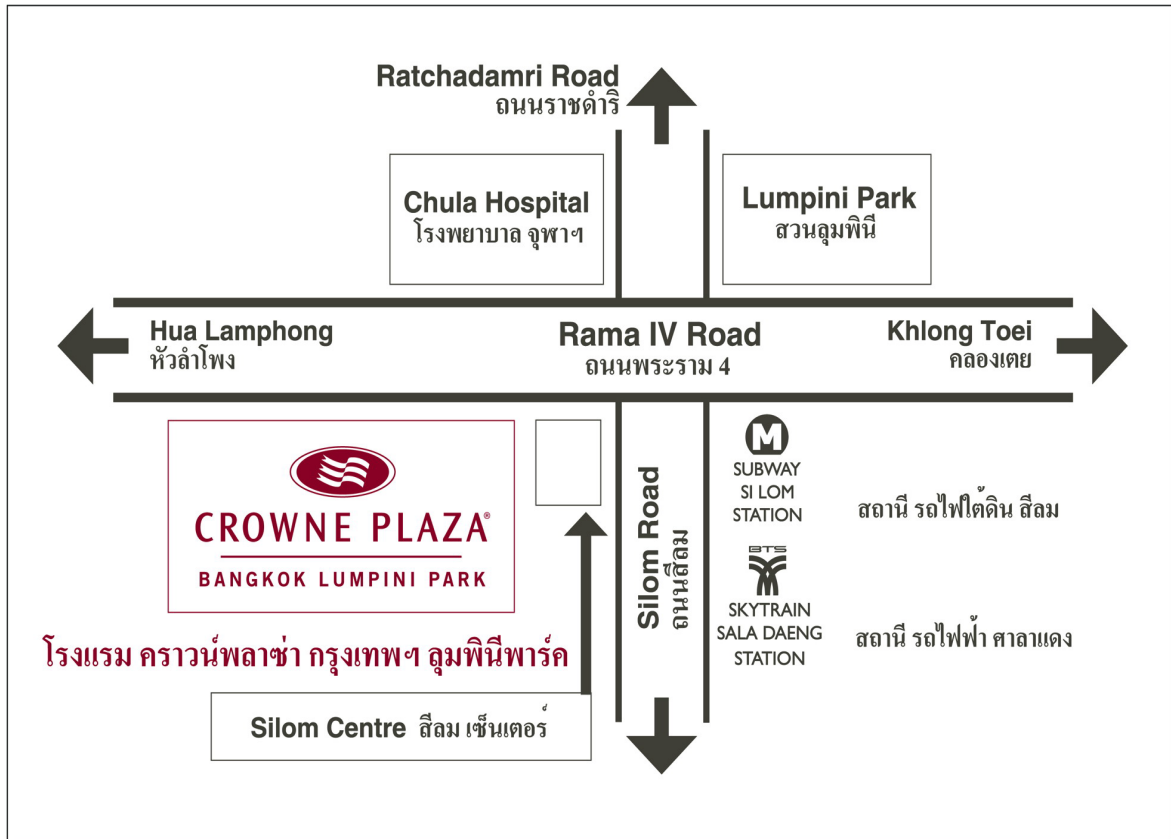 Ratchadamri Road
ถนนราชดำริ
Chula Hospital
โรงพยาบาล จุฬาฯ
Lumpini Park
สวนลุมพินี
Hua Lamphong
หัวลำโพง
Rama IV Road
ถนนพระราม 4
Khlong Toei
คลองเตย
CROWNE PLAZA®
BANGKOK LUMPINI PARK
โรงแรม คราวน์พลาซ่า กรุงเทพฯ ลุมพินีพาร์ค
Silom Centre สีลม เซ็นเตอร์
Silom Road
ถนนสีลม
M
SUBWAY
SI LOM
STATION
สถานี รถไฟใต้ดิน สีลม
BTS
SKYTRAIN
SALA DAENG
STATION
สถานี รถไฟฟ้า ศาลาแดง